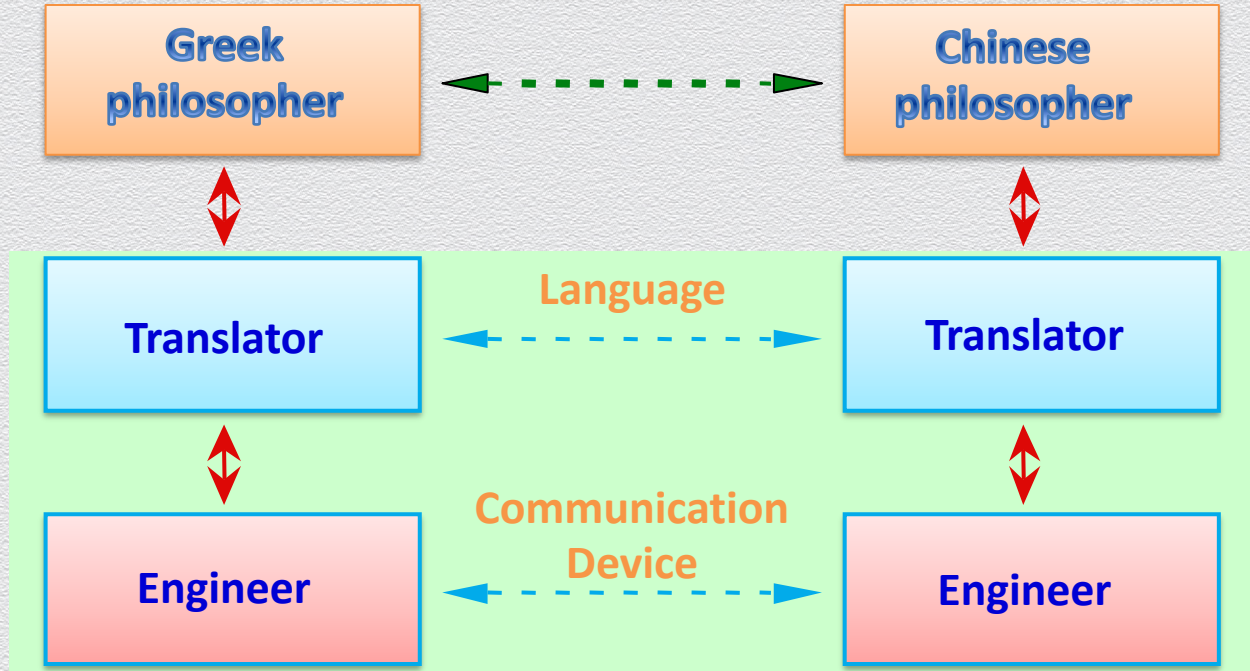 Greek
philosopher
Chinese
philosopher
Language
Translator
Translator
Communication
Device
Engineer
Engineer